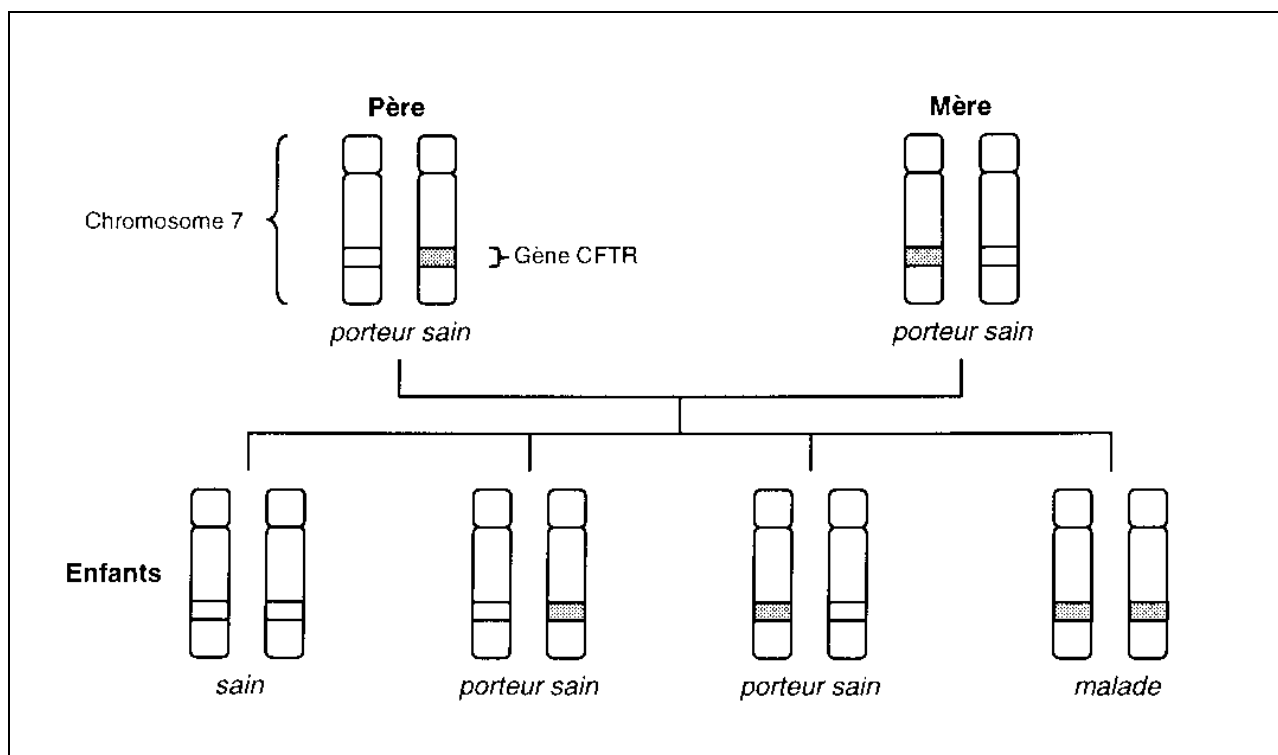 Père
Mère
Chromosome 7
Gène CFTR
porteur sain
porteur sain
Enfants
sain
porteur sain
porteur sain
malade